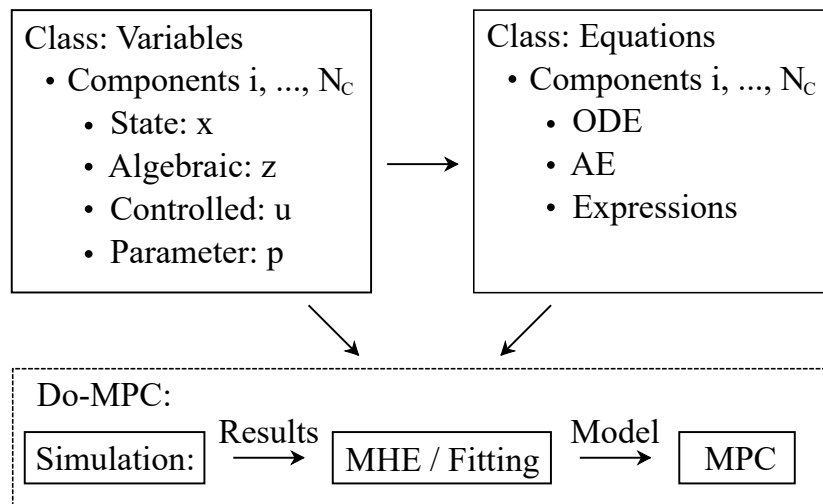 Class: Variables
• Components i, ..., N_C
• State: x
• Algebraic: z
• Controlled: u
• Parameter: p
Class: Equations
• Components i, ..., N_C
• ODE
• AE
• Expressions
Do-MPC:
Simulation:
Results
MHE / Fitting
Model
MPC